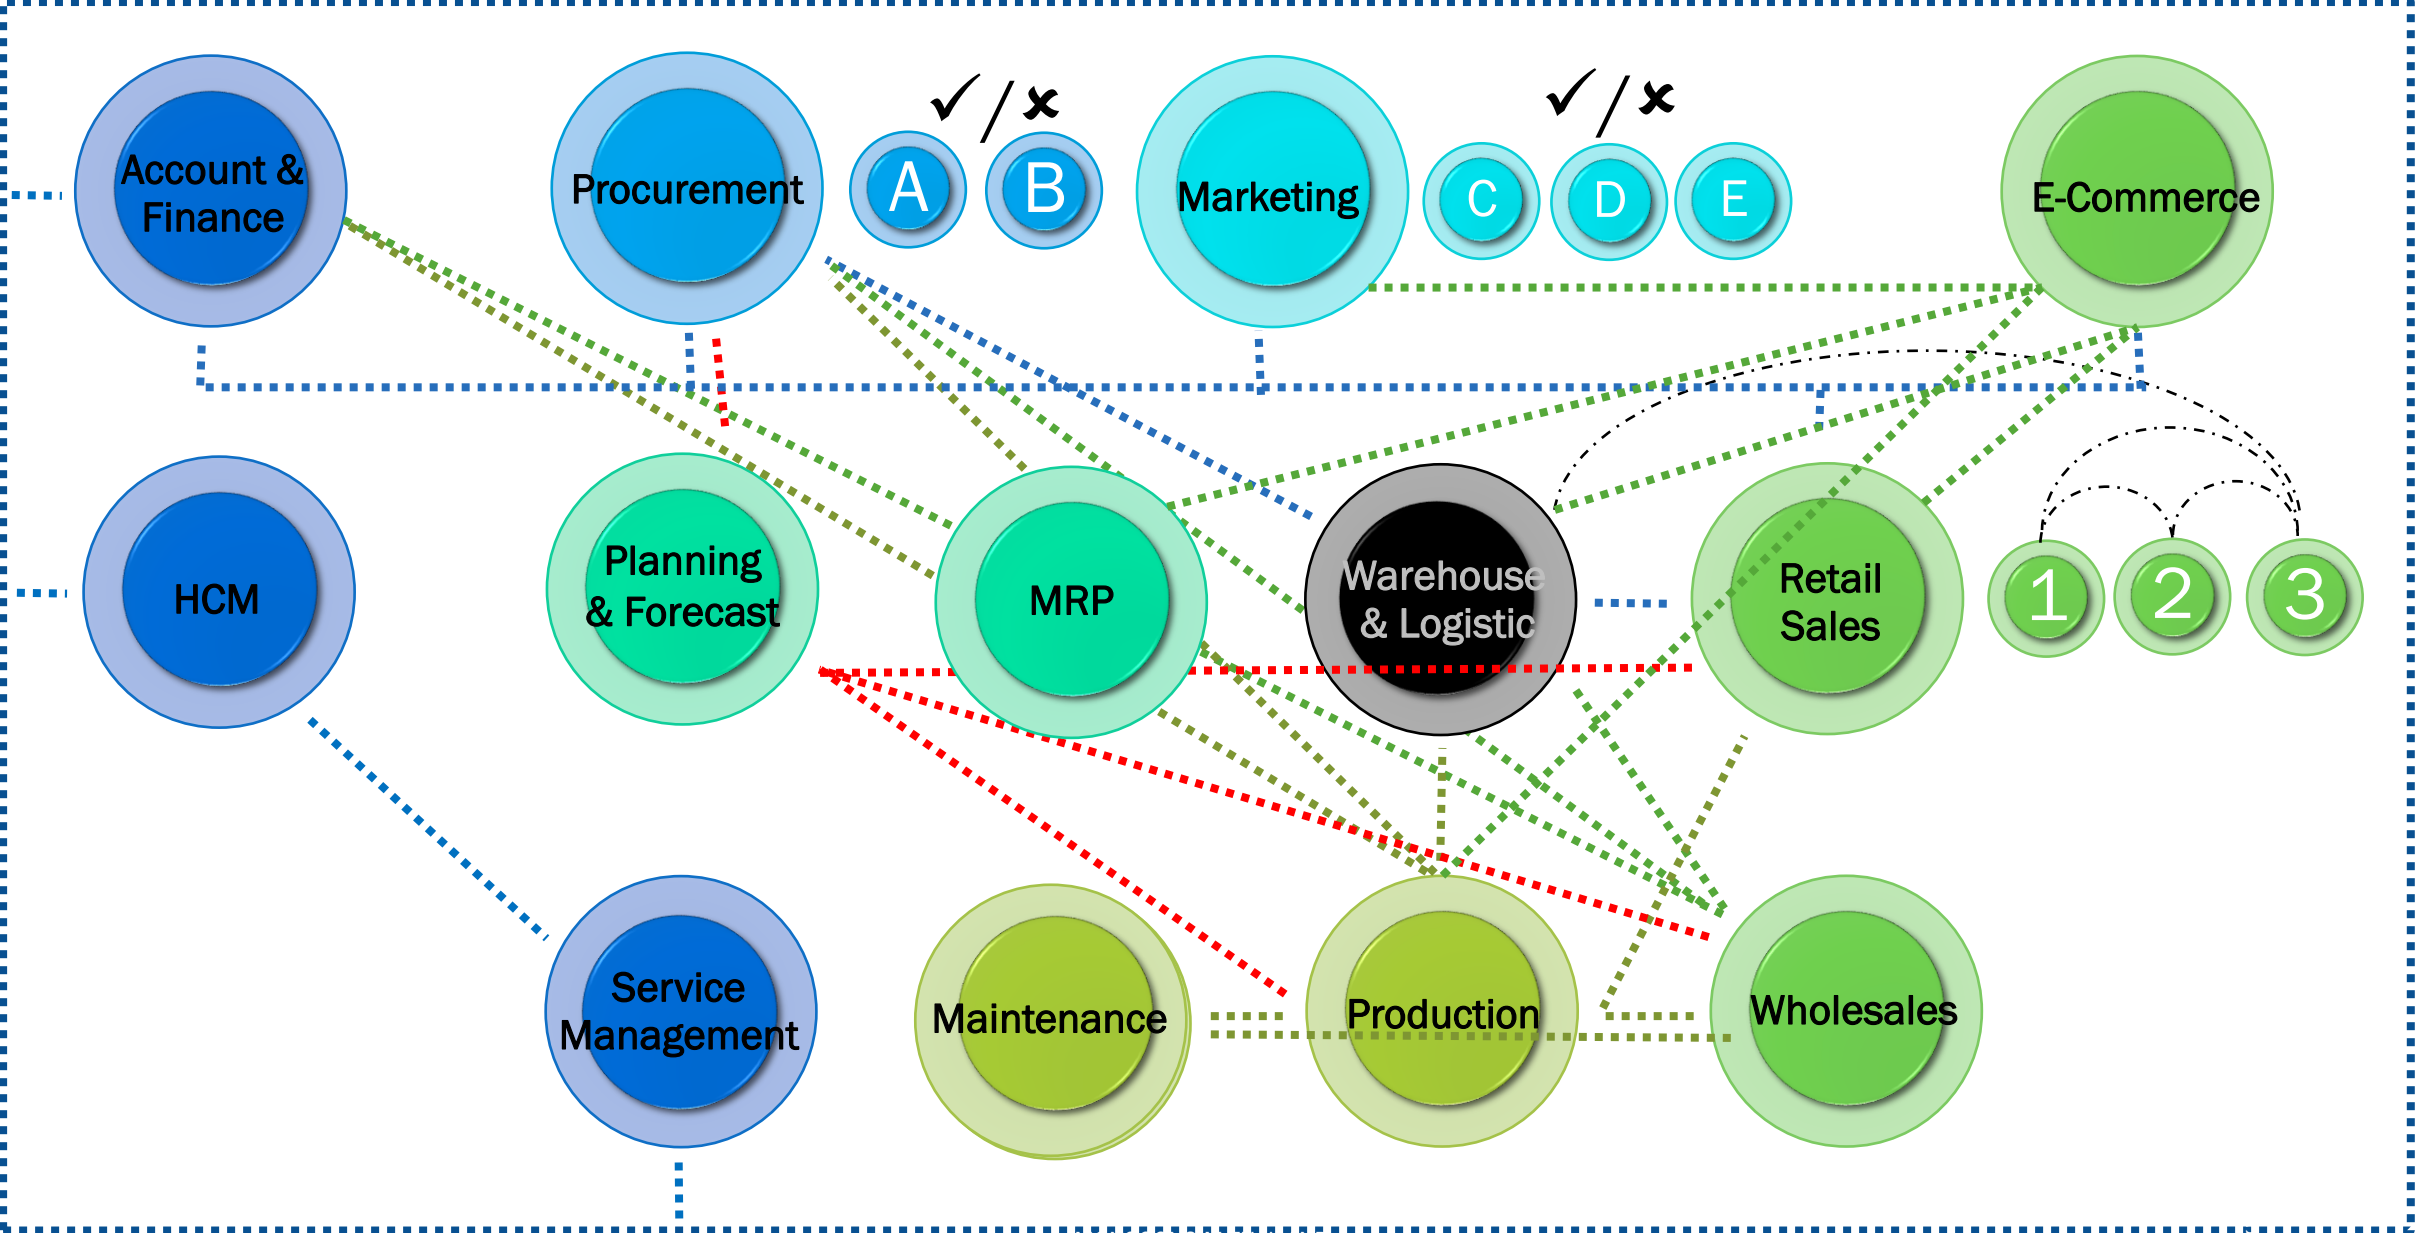 Account &
Finance
Procurement
✓/✘
A
B
Marketing
✓/✘
C
D
E
E-Commerce
HCM
Planning
& Forecast
MRP
Warehouse
& Logistic
Retail
Sales
1
2
3
Service
Management
Maintenance
Production
Wholesales